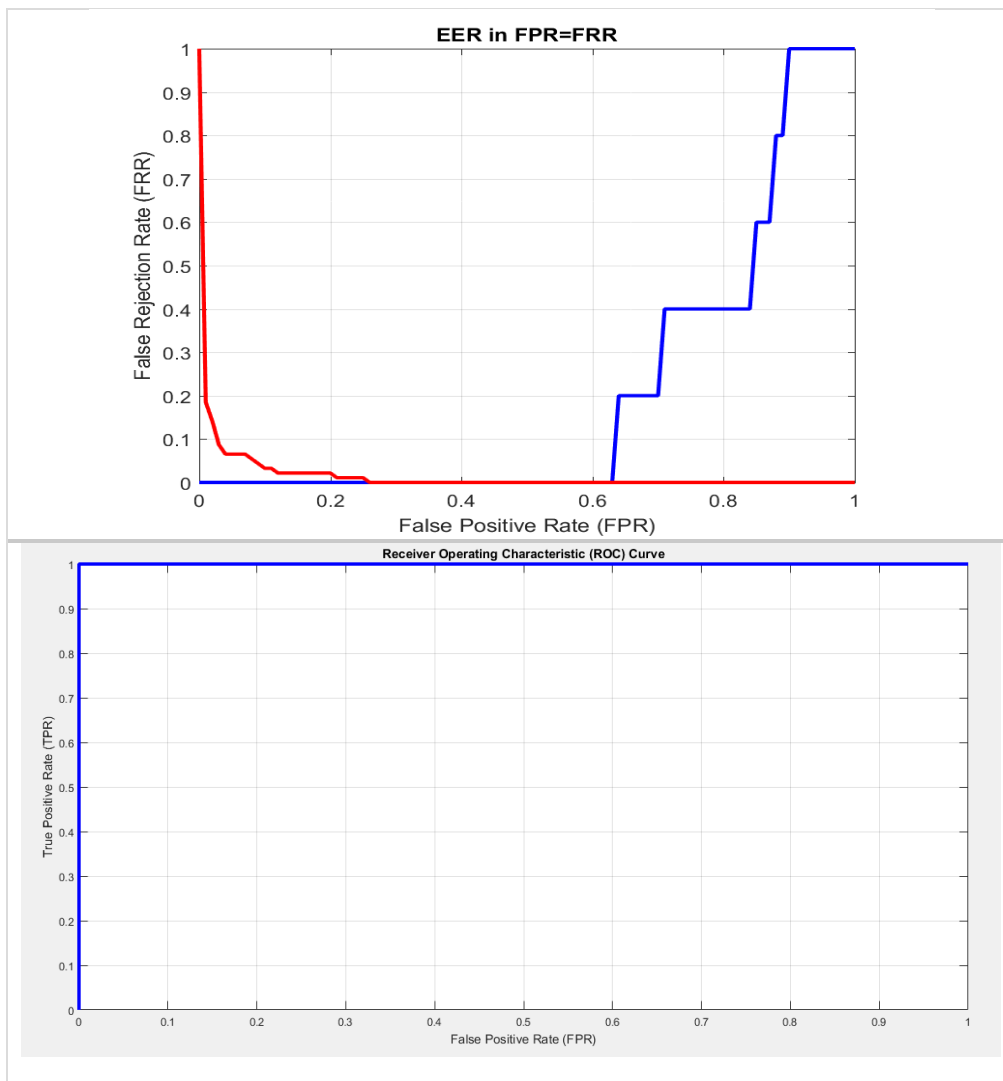 EER in FPR=FRR
False Rejection Rate (FRR)
1
0.9
0.8
0.7
0.6
0.5
0.4
0.3
0.2
0.1
0
0 0.2 0.4 0.6 0.8 1
False Positive Rate (FPR)
Receiver Operating Characteristic (ROC) Curve
True Positive Rate (TPR)
1
0.9
0.8
0.7
0.6
0.5
0.4
0.3
0.2
0.1
0
0 0.1 0.2 0.3 0.4 0.5 0.6 0.7 0.8 0.9 1
False Positive Rate (FPR)